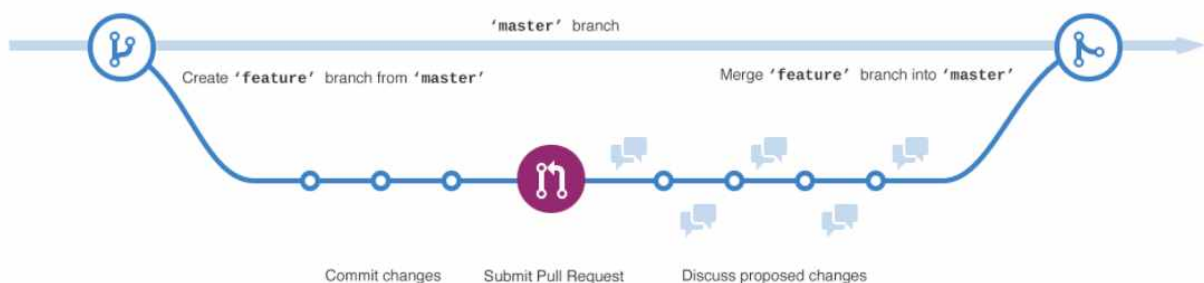 ‘master’ branch
Create ‘feature’ branch from ‘master’
Merge ‘feature’ branch into ‘master’
Commit changes
Submit Pull Request
Discuss proposed changes